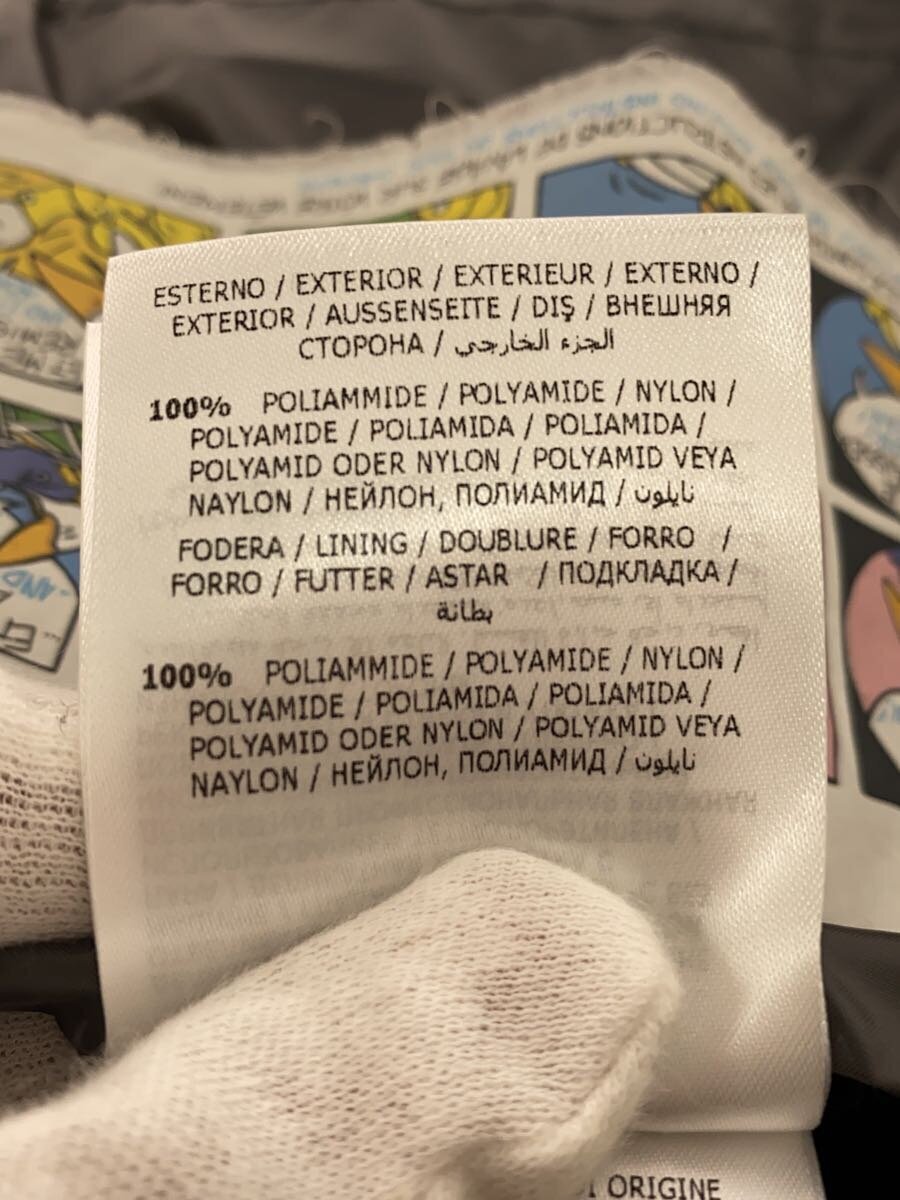 ESTERNO / EXTERIOR / EXTERIEUR / EXTERNO /
EXTERIOR / AUSSENSEITE / DIŞ / ВНЕШНЯЯ
СТОРОНА / الجزء الخارجي
100% POLIAMMIDE / POLYAMIDE / NYLON /
POLYAMIDE / POLIAMIDA / POLIAMIDA /
POLYAMID ODER NYLON / POLYAMID VEYA
NAYLON / НЕЙЛОН, ПОЛИАМИД / نايلون
FODERA / LINING / DOUBLURE / FORRO /
FORRO / FUTTER / ASTAR / ПОДКЛАДКА /
بطانة
100% POLIAMMIDE / POLYAMIDE / NYLON /
POLYAMIDE / POLIAMIDA / POLIAMIDA /
POLYAMID ODER NYLON / POLYAMID VEYA
NAYLON / НЕЙЛОН, ПОЛИАМИД / نايلون
ORIGINE